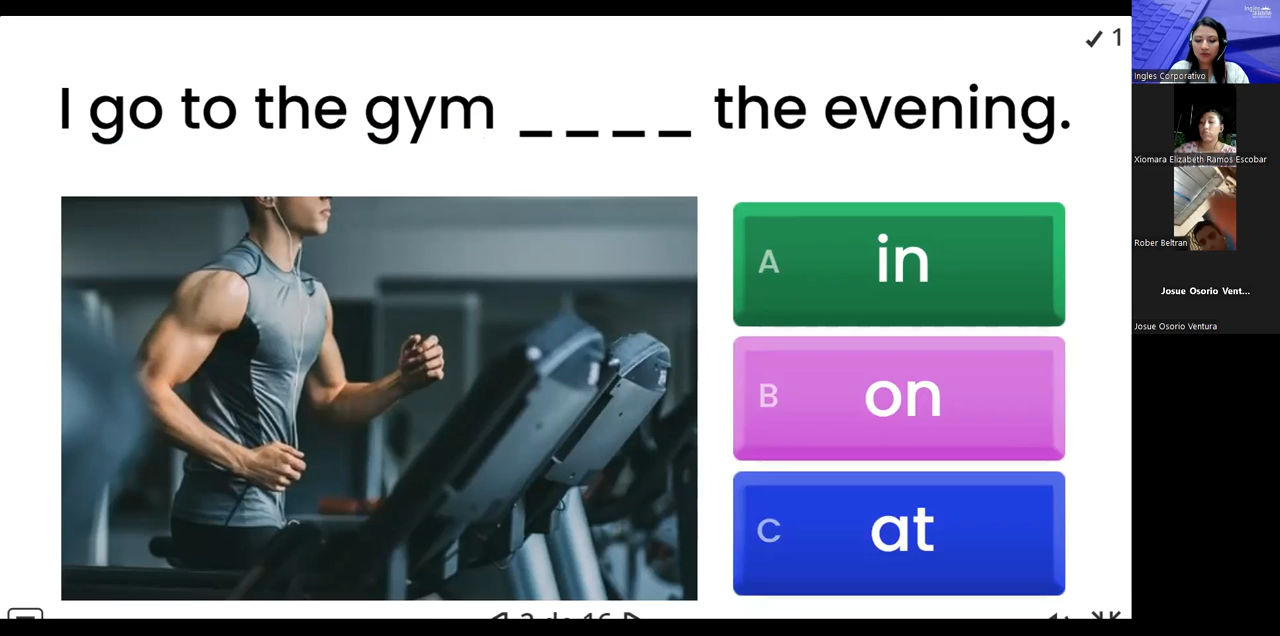 ✓ 1
I go to the gym _ _ _ _ the evening.
A in
B on
C at
Ingles Corporativo
Xiomara Elizabeth Ramos Escobar
Rober Beltran
Josue Osorio Vent...
Josue Osorio Ventura